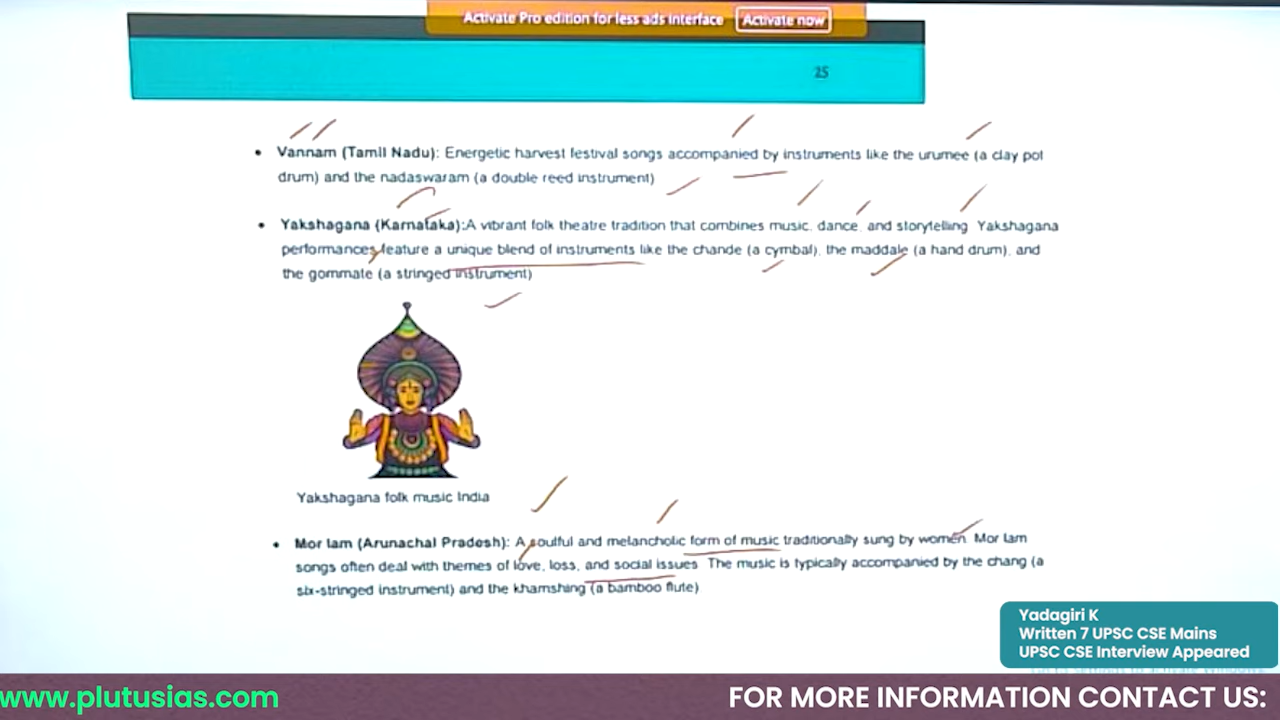 Activate Pro edition for less ads interface Activate now
25
• Vannam (Tamil Nadu): Energetic harvest festival songs accompanied by instruments like the urumee (a clay pot
drum) and the nadaswaram (a double reed instrument)
• Yakshagana (Karnataka):A vibrant folk theatre tradition that combines music, dance, and storytelling. Yakshagana
performances feature a unique blend of instruments like the chande (a cymbal), the maddale (a hand drum), and
the gommate (a stringed instrument)
Yakshagana folk music India
• Mor lam (Arunachal Pradesh): A soulful and melancholic form of music traditionally sung by women. Mor lam
songs often deal with themes of love, loss, and social issues. The music is typically accompanied by the chang (a
six-stringed instrument) and the khamshing (a bamboo flute)
Yadagiri K
Written 7 UPSC CSE Mains
UPSC CSE Interview Appeared
www.plutusias.com
FOR MORE INFORMATION CONTACT US: